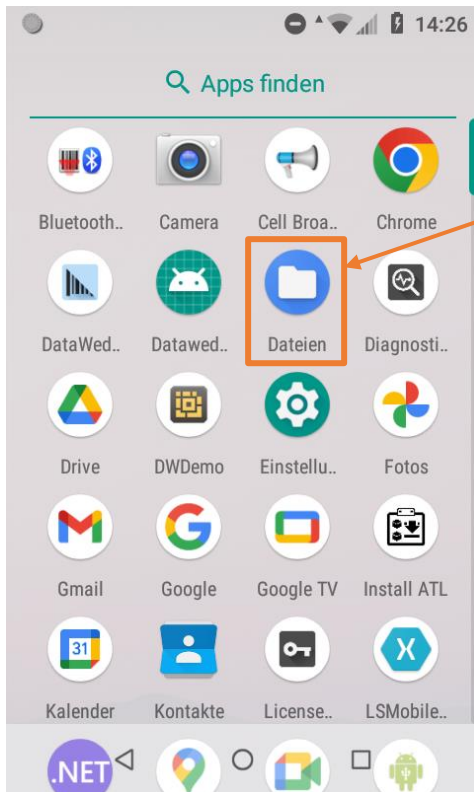 14:26
Apps finden
Bluetooth.. Camera Cell Broa.. Chrome
DataWed.. Datawed.. Dateien Diagnosti..
Drive DWDemo Einstellu.. Fotos
Gmail Google Google TV Install ATL
31
Kalender Kontakte License.. LSMobile..
.NET